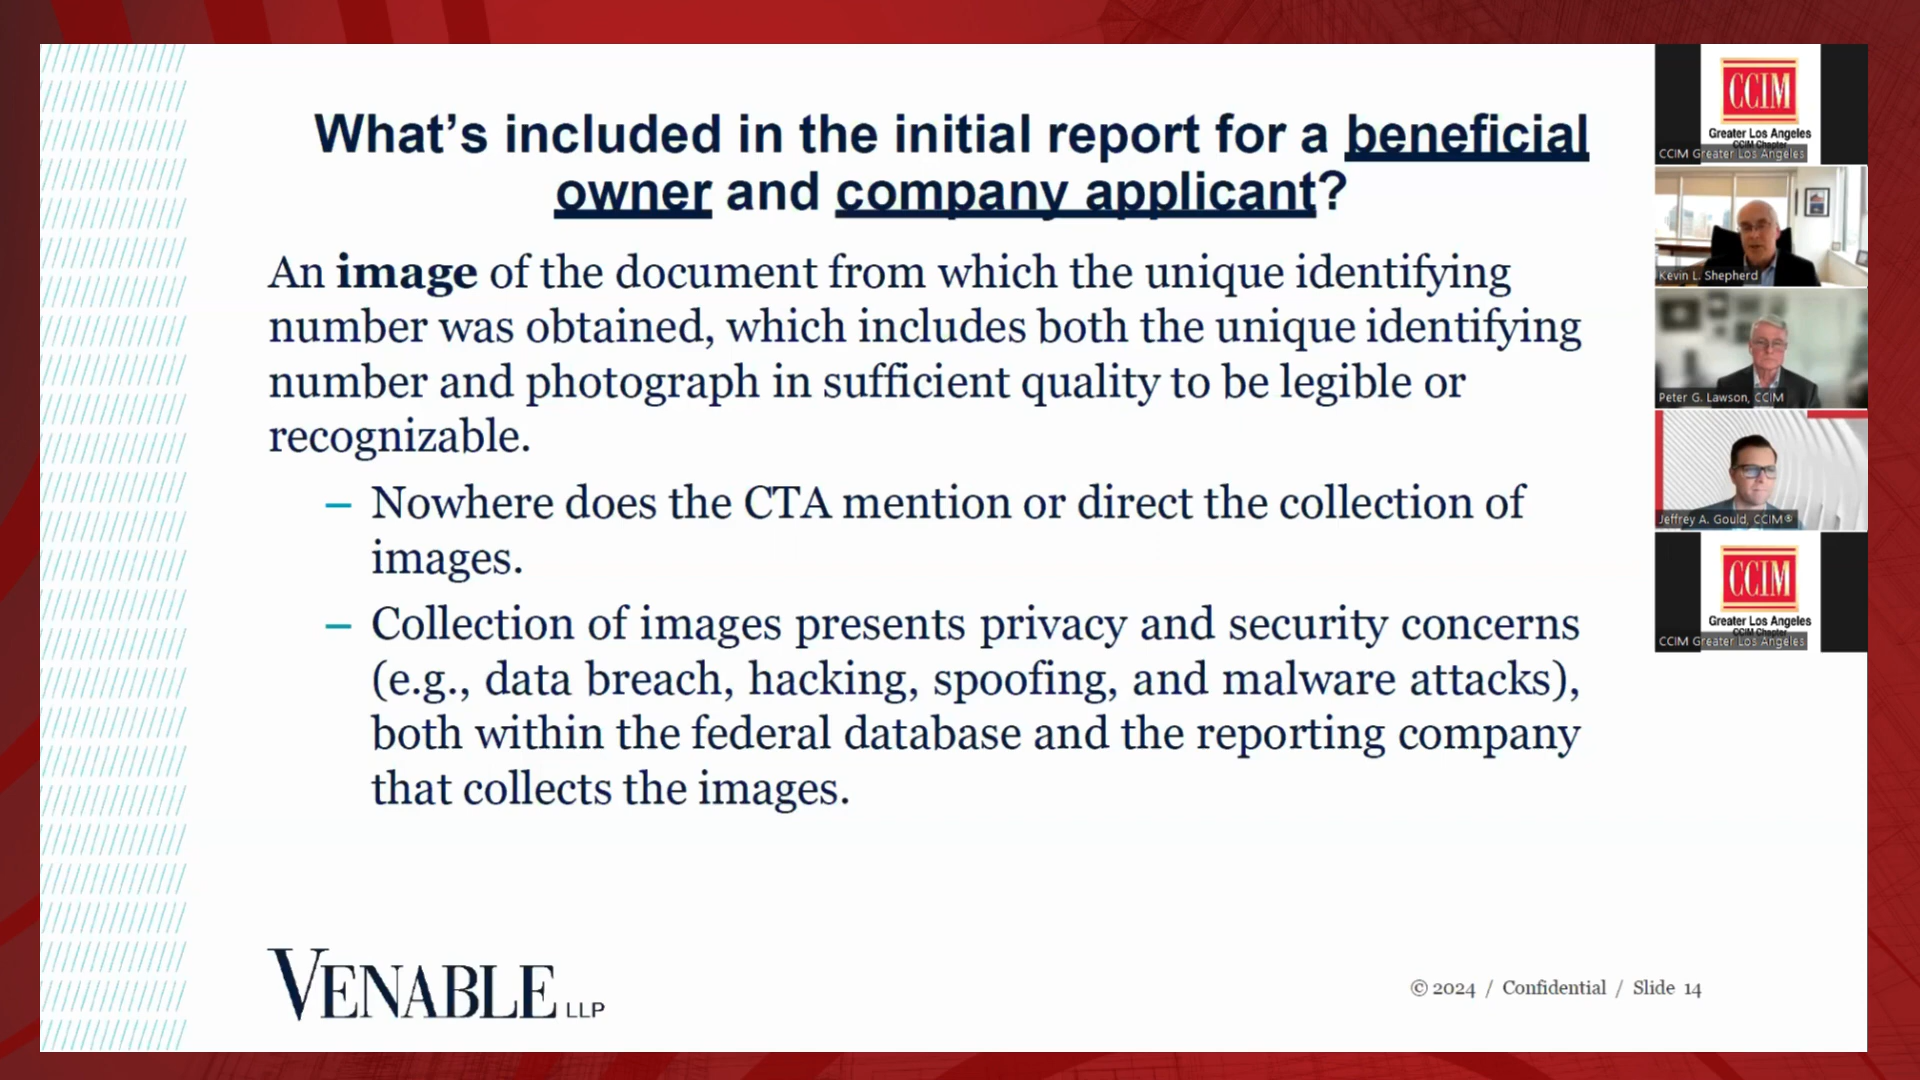 What's included in the initial report for a beneficial
owner and company applicant?
An image of the document from which the unique identifying
number was obtained, which includes both the unique identifying
number and photograph in sufficient quality to be legible or
recognizable.
– Nowhere does the CTA mention or direct the collection of
images.
– Collection of images presents privacy and security concerns
(e.g., data breach, hacking, spoofing, and malware attacks),
both within the federal database and the reporting company
that collects the images.
VENABLE LLP
© 2024 / Confidential / Slide 14
CCIM
Greater Los Angeles
CCIM Chapter
CCIM Greater Los Angeles
Kevin L. Shepherd
Peter G. Lawson, CCIM
Jeffrey A. Gould, CCIM®
CCIM
Greater Los Angeles
CCIM Chapter
CCIM Greater Los Angeles